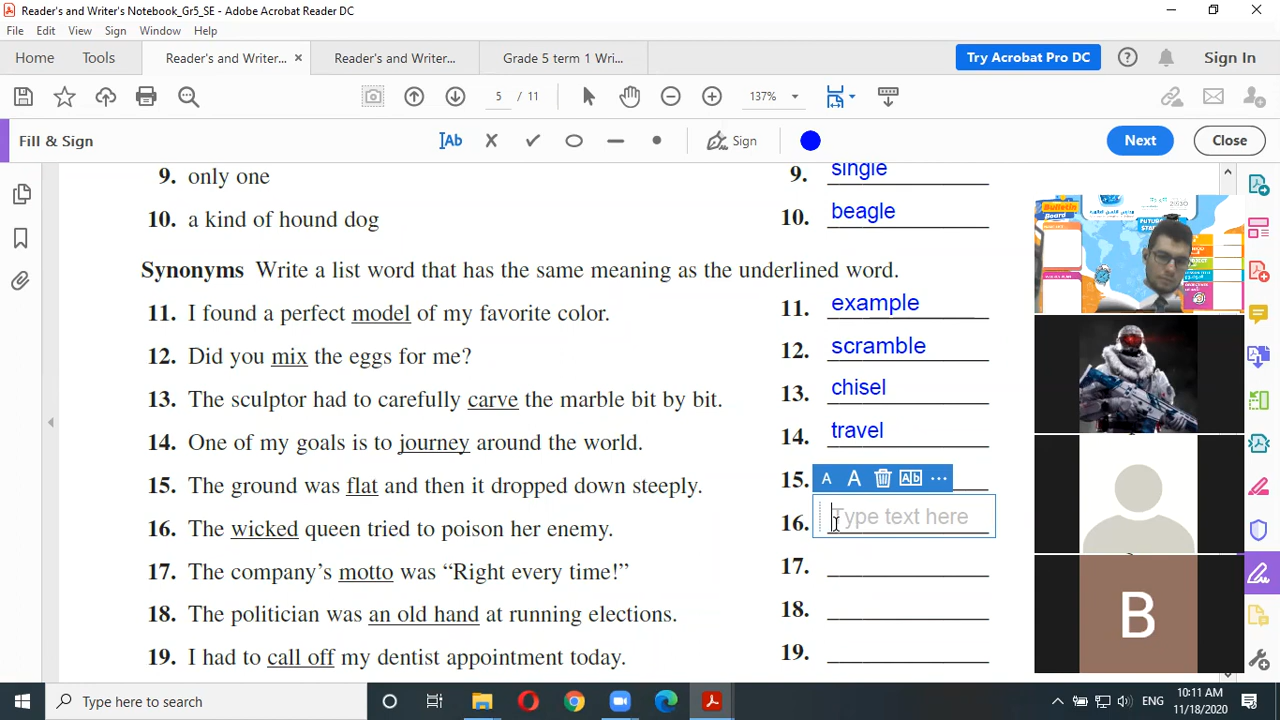 Reader's and Writer's Notebook_Gr5_SE - Adobe Acrobat Reader DC
File Edit View Sign Window Help
Home Tools Reader's and Writer... × Reader's and Writer... Grade 5 term 1 Wri... Try Acrobat Pro DC Sign In
5 / 11 137%
Fill & Sign Ab Sign Next Close
9. only one 9. single
10. a kind of hound dog 10. beagle
Synonyms Write a list word that has the same meaning as the underlined word.
11. I found a perfect model of my favorite color. 11. example
12. Did you mix the eggs for me? 12. scramble
13. The sculptor had to carefully carve the marble bit by bit. 13. chisel
14. One of my goals is to journey around the world. 14. travel
15. The ground was flat and then it dropped down steeply. 15. A A Ab
16. The wicked queen tried to poison her enemy. 16. Type text here
17. The company's motto was “Right every time!” 17.
18. The politician was an old hand at running elections. 18.
19. I had to call off my dentist appointment today. 19.
Bulletin Board
B
Type here to search
ENG 10:11 AM
11/18/2020